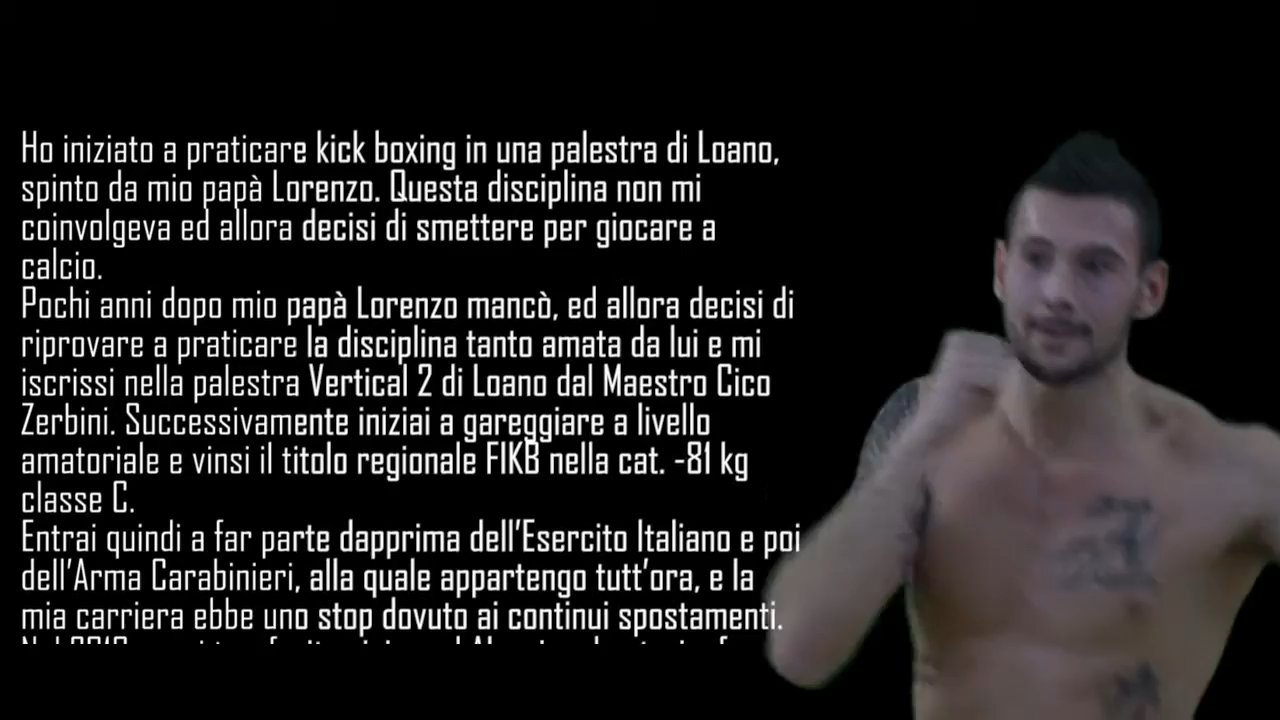 Ho iniziato a praticare kick boxing in una palestra di Loano,
spinto da mio papà Lorenzo. Questa disciplina non mi
coinvolgeva ed allora decisi di smettere per giocare a
calcio.
Pochi anni dopo mio papà Lorenzo mancò, ed allora decisi di
riprovare a praticare la disciplina tanto amata da lui e mi
iscrissi nella palestra Vertical 2 di Loano dal Maestro Cico
Zerbini. Successivamente iniziai a gareggiare a livello
amatoriale e vinsi il titolo regionale FIKB nella cat. -81 kg
classe C.
Entrai quindi a far parte dapprima dell'Esercito Italiano e poi
dell'Arma Carabinieri, alla quale appartengo tutt'ora, e la
mia carriera ebbe uno stop dovuto ai continui spostamenti.